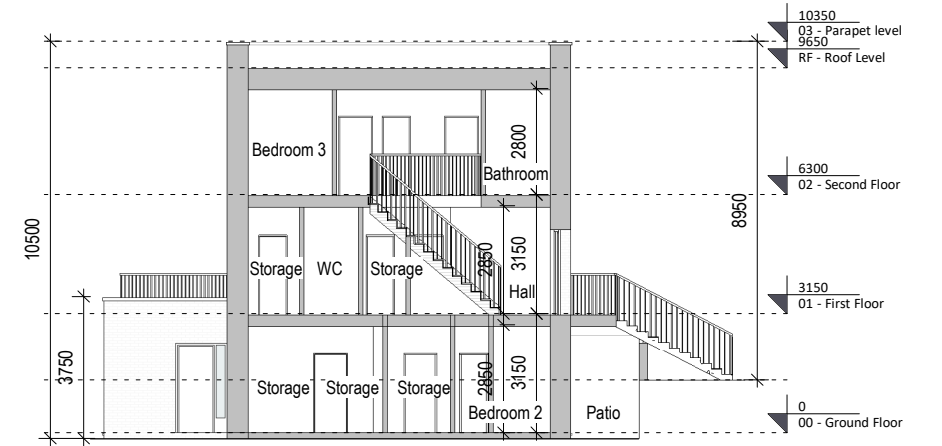 10350
03 - Parapet level
9650
RF - Roof Level
Bedroom 3
2800
Bathroom
6300
02 - Second Floor
10500
8950
Storage
WC
Storage
2850
3150
Hall
3150
01 - First Floor
3750
Storage
Storage
Storage
2850
3150
Bedroom 2
Patio
0
00 - Ground Floor